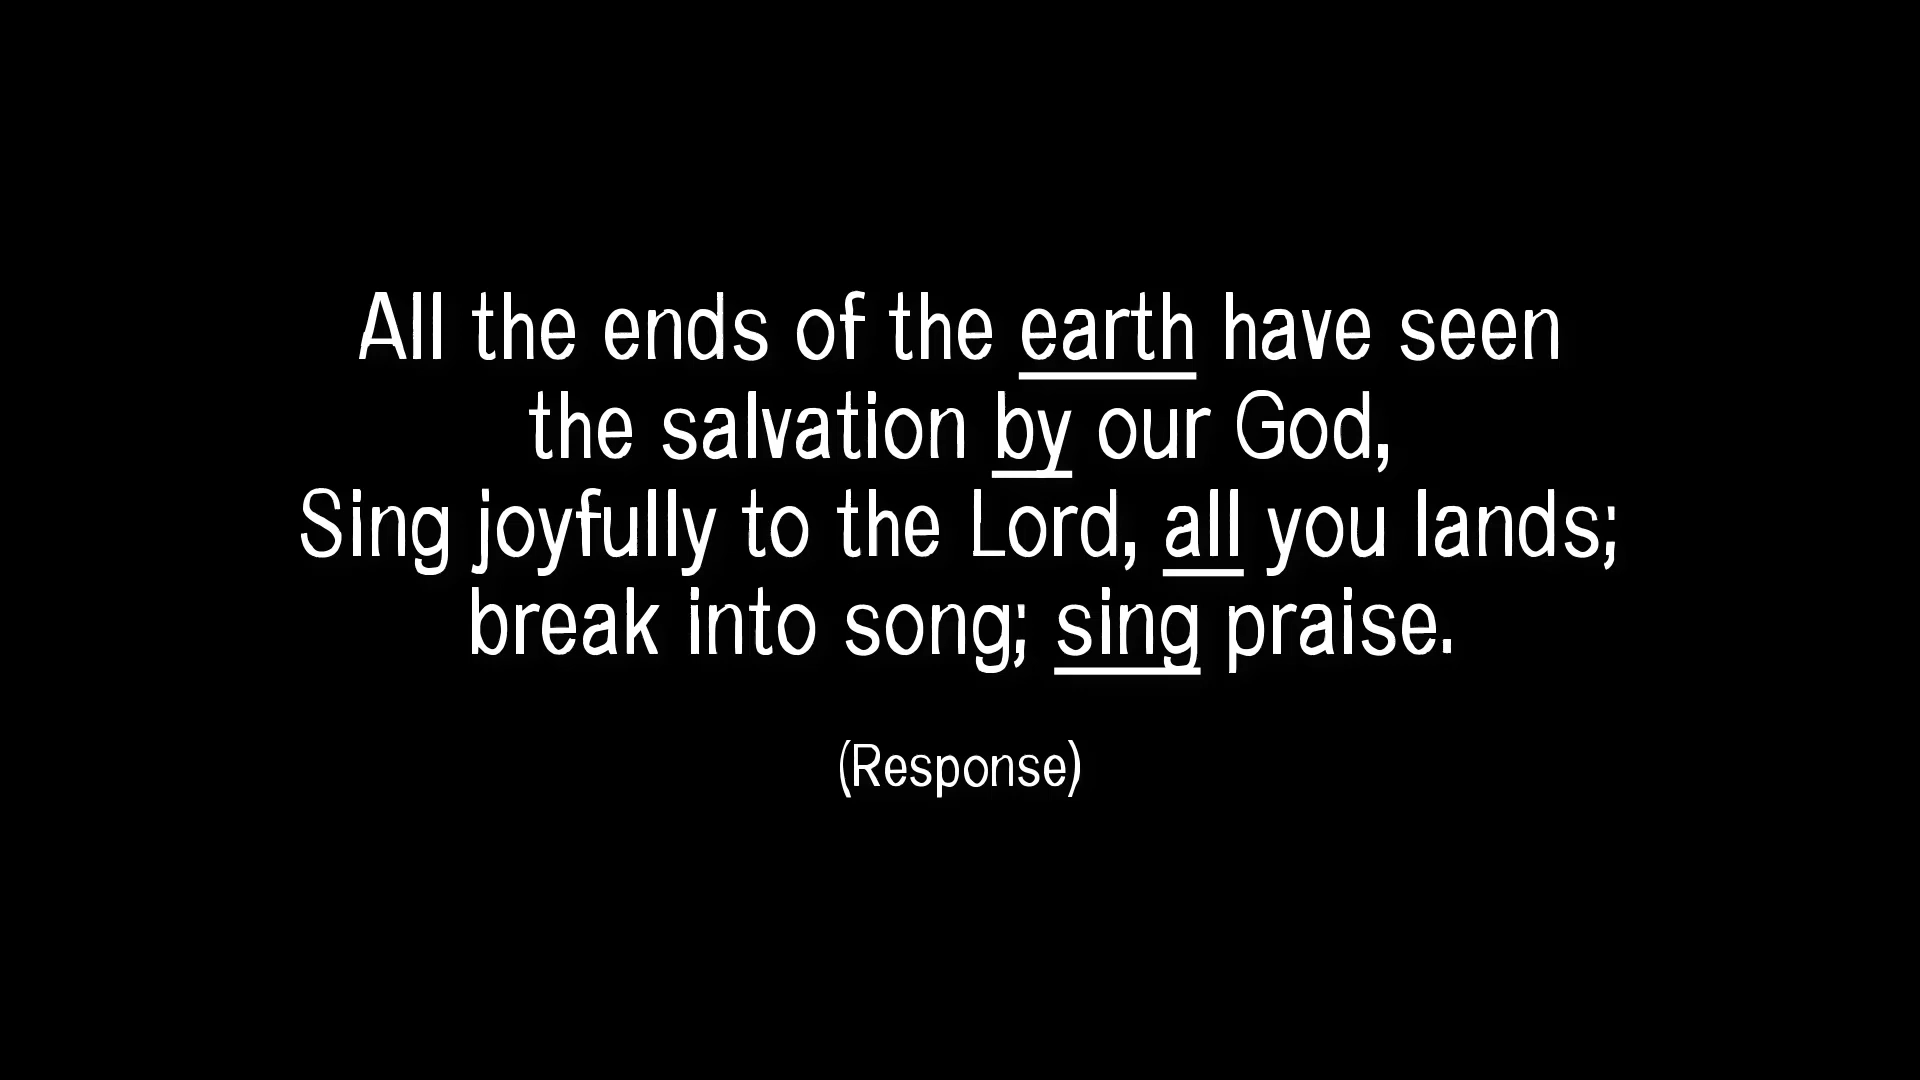 All the ends of the earth have seen
the salvation by our God,
Sing joyfully to the Lord, all you lands;
break into song; sing praise.
(Response)